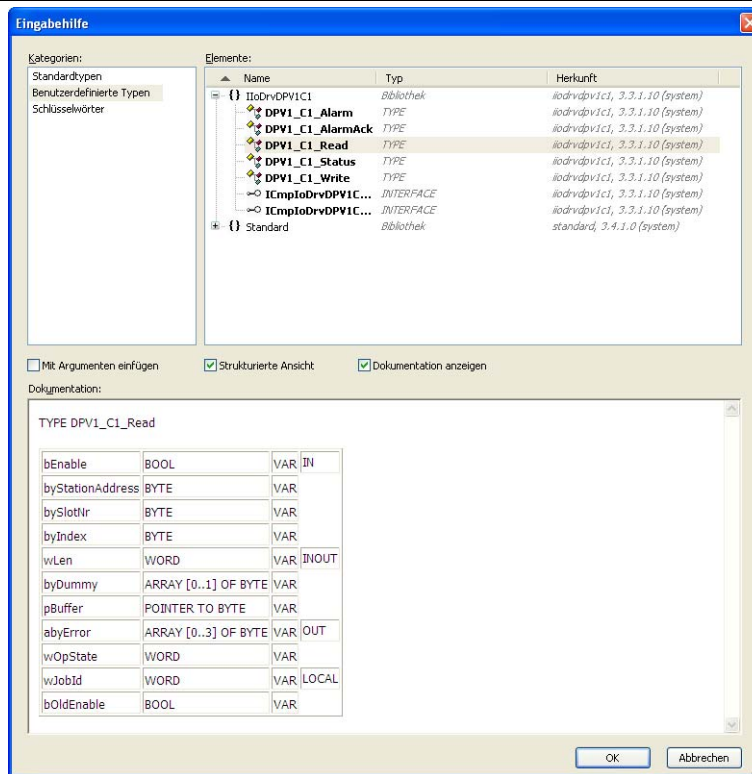 Eingabehilfe
Kategorien:
Standardtypen
Benutzerdefinierte Typen
Schlüsselwörter
Elemente:
Name Typ Herkunft
{} IIoDrvDPV1C1 Bibliothek iiodrvdpv1c1, 3.3.1.10 (system)
DPV1_C1_Alarm TYPE iiodrvdpv1c1, 3.3.1.10 (system)
DPV1_C1_AlarmAck TYPE iiodrvdpv1c1, 3.3.1.10 (system)
DPV1_C1_Read TYPE iiodrvdpv1c1, 3.3.1.10 (system)
DPV1_C1_Status TYPE iiodrvdpv1c1, 3.3.1.10 (system)
DPV1_C1_Write TYPE iiodrvdpv1c1, 3.3.1.10 (system)
ICmpIoDrvDPV1C... INTERFACE iiodrvdpv1c1, 3.3.1.10 (system)
ICmpIoDrvDPV1C... INTERFACE iiodrvdpv1c1, 3.3.1.10 (system)
{} Standard Bibliothek standard, 3.4.1.0 (system)
Mit Argumenten einfügen Strukturierte Ansicht Dokumentation anzeigen
Dokumentation:
TYPE DPV1_C1_Read
bEnable BOOL VAR IN
byStationAddress BYTE VAR
bySlotNr BYTE VAR
byIndex BYTE VAR
wLen WORD VAR INOUT
byDummy ARRAY [0..1] OF BYTE VAR
pBuffer POINTER TO BYTE VAR
abyError ARRAY [0..3] OF BYTE VAR OUT
wOpState WORD VAR
wJobId WORD VAR LOCAL
bOldEnable BOOL VAR
OK Abbrechen